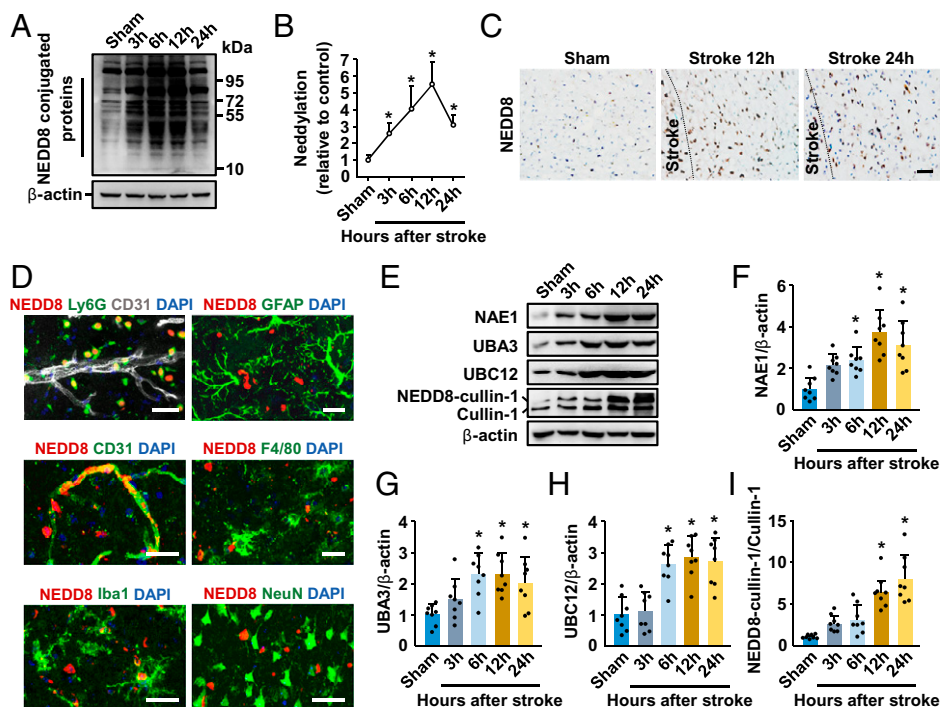 A
Sham
3h
6h
12h
24h
kDa
NEDD8 conjugated
proteins
95
72
55
10
β-actin
B
Neddylation
(relative to control)
7
6
5
4
3
2
1
0
*
*
*
*
Sham
3h
6h
12h
24h
Hours after stroke
C
Sham
Stroke 12h
Stroke 24h
NEDD8
Stroke
Stroke
D
NEDD8 Ly6G CD31 DAPI
NEDD8 GFAP DAPI
NEDD8 CD31 DAPI
NEDD8 F4/80 DAPI
NEDD8 Iba1 DAPI
NEDD8 NeuN DAPI
E
Sham
3h
6h
12h
24h
NAE1
UBA3
UBC12
NEDD8-cullin-1
Cullin-1
β-actin
F
NAE1/β-actin
6
4
2
0
*
*
*
Sham
3h
6h
12h
24h
Hours after stroke
G
UBA3/β-actin
4
3
2
1
0
*
*
*
Sham
3h
6h
12h
24h
Hours after stroke
H
UBC12/β-actin
4
3
2
1
0
*
*
*
Sham
3h
6h
12h
24h
Hours after stroke
I
NEDD8-cullin-1/Cullin-1
15
10
5
0
*
*
Sham
3h
6h
12h
24h
Hours after stroke